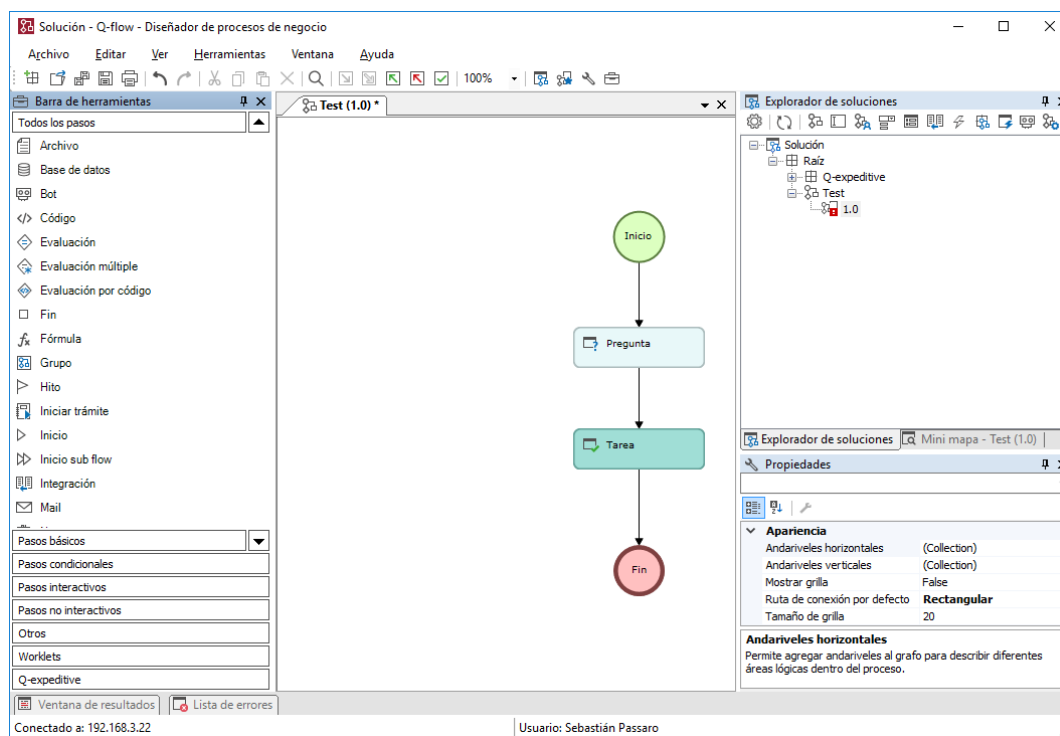 Solución - Q-flow - Diseñador de procesos de negocio
Archivo Editar Ver Herramientas Ventana Ayuda
100%
Barra de herramientas
Todos los pasos
Archivo
Base de datos
Bot
Código
Evaluación
Evaluación múltiple
Evaluación por código
Fin
Fórmula
Grupo
Hito
Iniciar trámite
Inicio
Inicio sub flow
Integración
Mail
Pasos básicos
Pasos condicionales
Pasos interactivos
Pasos no interactivos
Otros
Worklets
Q-expeditive
Test (1.0) *
Inicio
Pregunta
Tarea
Fin
Explorador de soluciones
Solución
Raíz
Q-expeditive
Test
1.0
Explorador de soluciones Mini mapa - Test (1.0)
Propiedades
Apariencia
Andariveles horizontales (Collection)
Andariveles verticales (Collection)
Mostrar grilla False
Ruta de conexión por defecto Rectangular
Tamaño de grilla 20
Andariveles horizontales
Permite agregar andariveles al grafo para describir diferentes
áreas lógicas dentro del proceso.
Ventana de resultados Lista de errores
Conectado a: 192.168.3.22 Usuario: Sebastián Passaro